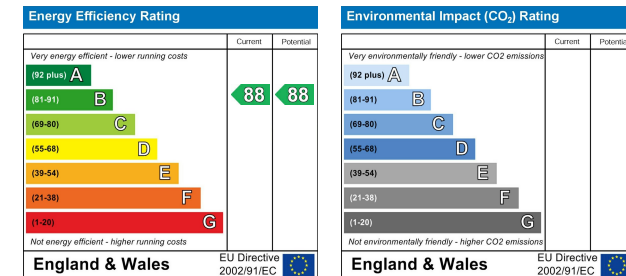 Energy Efficiency Rating
Current Potential
Very energy efficient - lower running costs
(92 plus) A
(81-91) B
88 88
(69-80) C
(55-68) D
(39-54) E
(21-38) F
(1-20) G
Not energy efficient - higher running costs
England & Wales
EU Directive
2002/91/EC
Environmental Impact (CO2) Rating
Current Potential
Very environmentally friendly - lower CO2 emissions
(92 plus) A
(81-91) B
(69-80) C
(55-68) D
(39-54) E
(21-38) F
(1-20) G
Not environmentally friendly - higher CO2 emissions
England & Wales
EU Directive
2002/91/EC